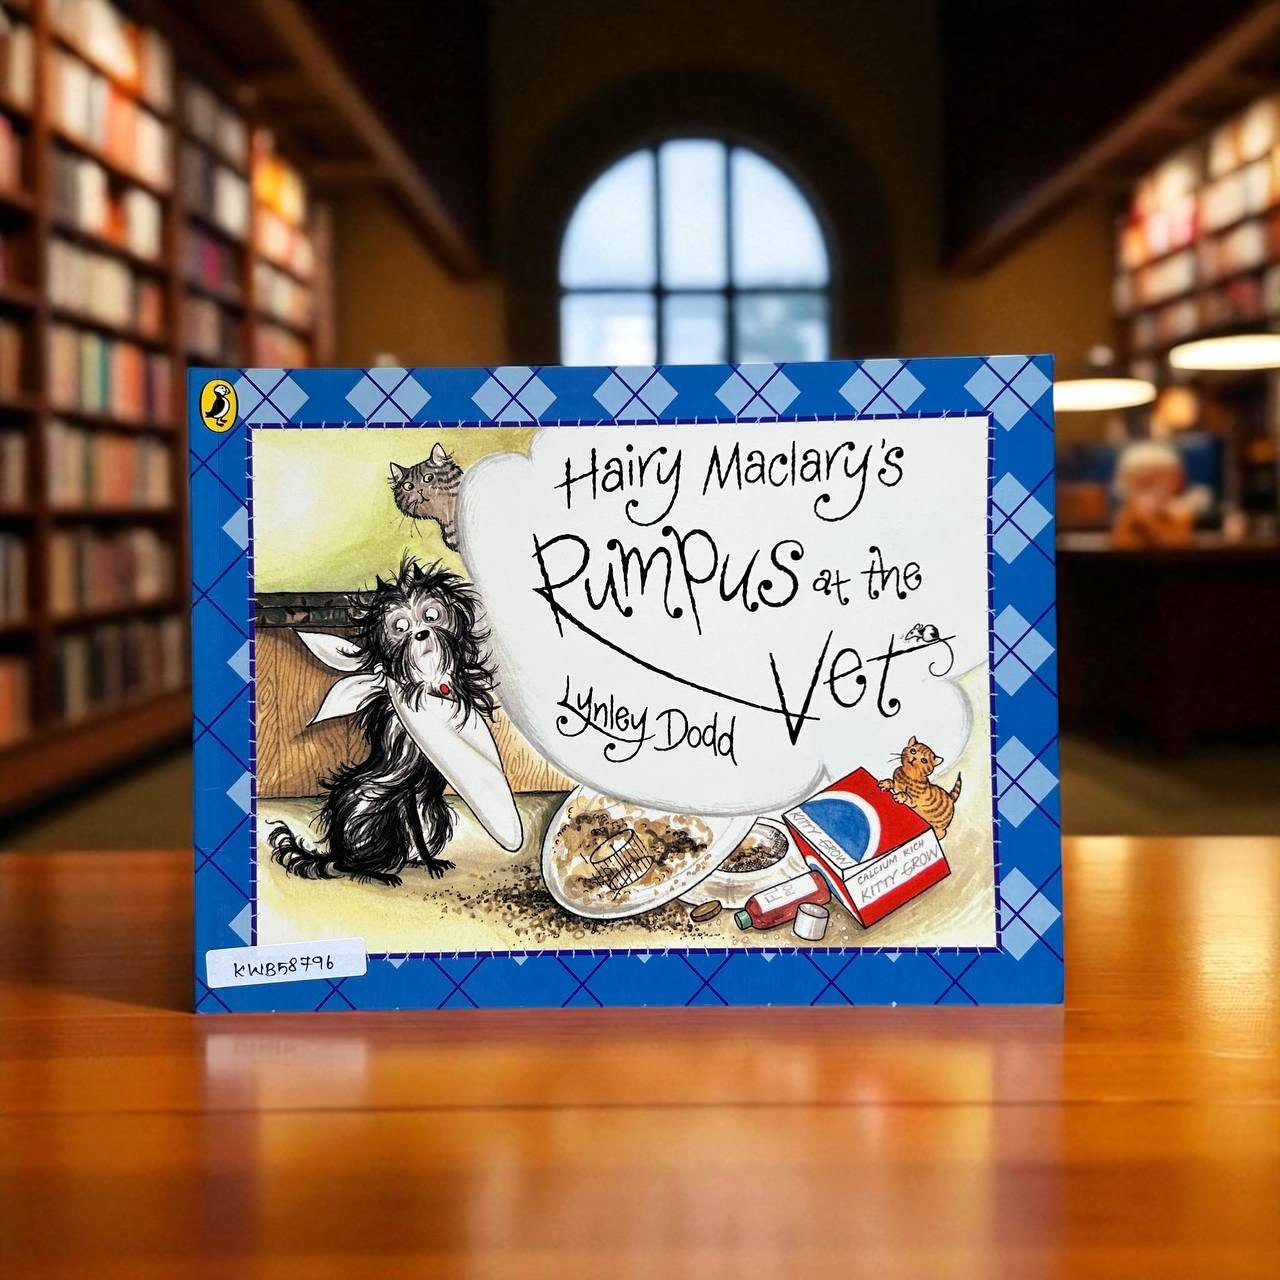 Hairy Maclary's
Rumpus at the
Vet
Lynley Dodd
KITTY GROW
CALCIUM RICH
KITTY GROW
KWB58796